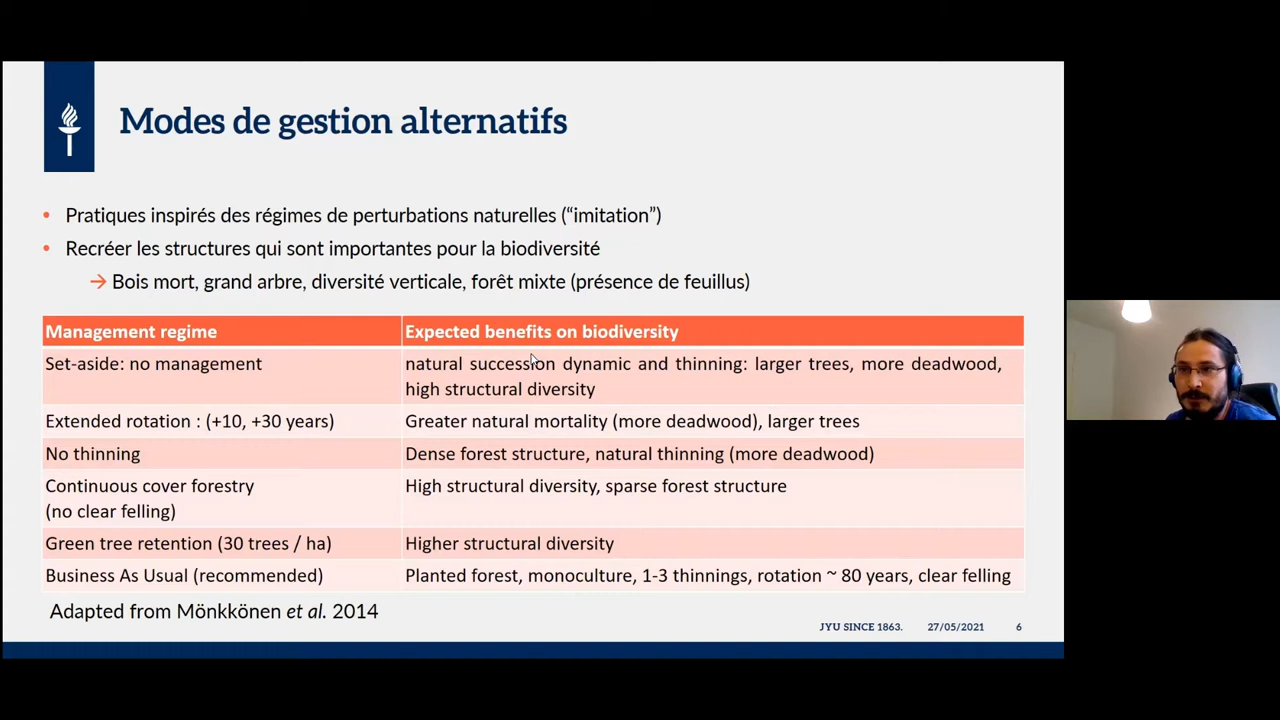 Modes de gestion alternatifs
• Pratiques inspirés des régimes de perturbations naturelles (“imitation”)
• Recréer les structures qui sont importantes pour la biodiversité
→ Bois mort, grand arbre, diversité verticale, forêt mixte (présence de feuillus)
Management regime
Expected benefits on biodiversity
Set-aside: no management
natural succession dynamic and thinning: larger trees, more deadwood,
high structural diversity
Extended rotation : (+10, +30 years)
Greater natural mortality (more deadwood), larger trees
No thinning
Dense forest structure, natural thinning (more deadwood)
Continuous cover forestry
(no clear felling)
High structural diversity, sparse forest structure
Green tree retention (30 trees / ha)
Higher structural diversity
Business As Usual (recommended)
Planted forest, monoculture, 1-3 thinnings, rotation ~ 80 years, clear felling
Adapted from Mönkkönen et al. 2014
JYU SINCE 1863. 27/05/2021 6